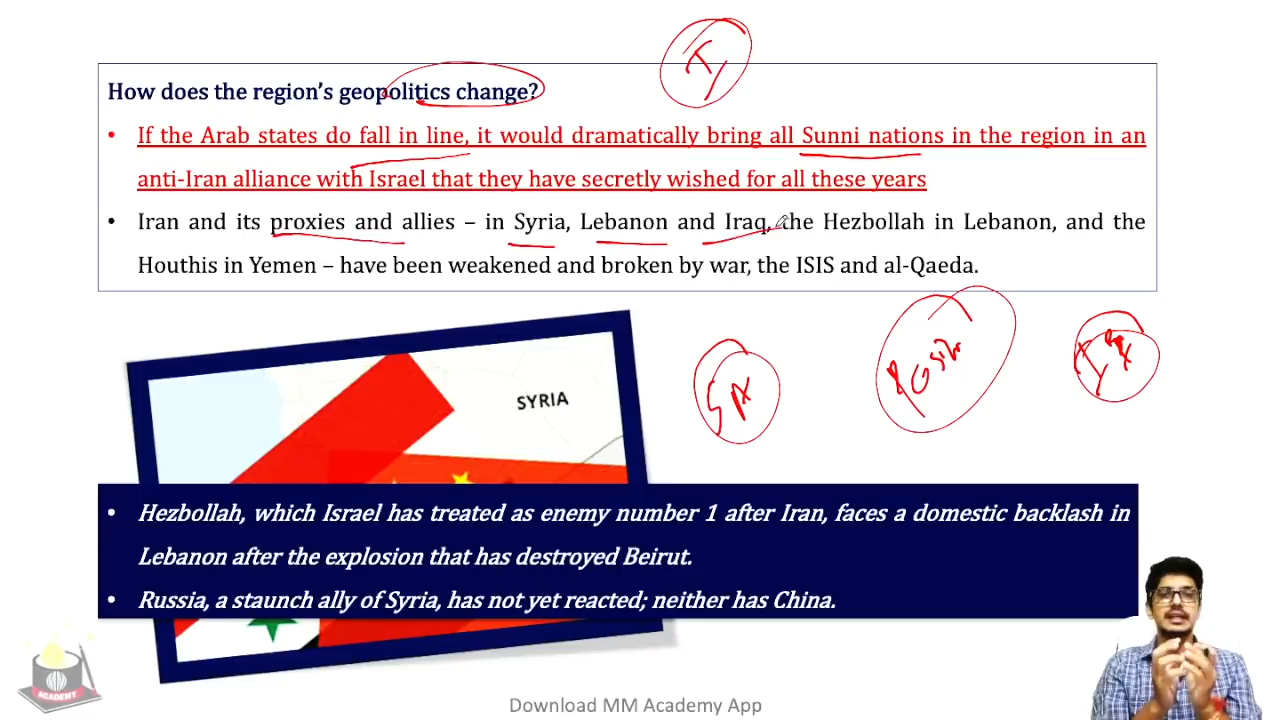 How does the region's geopolitics change?
• If the Arab states do fall in line, it would dramatically bring all Sunni nations in the region in an
anti-Iran alliance with Israel that they have secretly wished for all these years
• Iran and its proxies and allies – in Syria, Lebanon and Iraq, the Hezbollah in Lebanon, and the
Houthis in Yemen – have been weakened and broken by war, the ISIS and al-Qaeda.
SYRIA
• Hezbollah, which Israel has treated as enemy number 1 after Iran, faces a domestic backlash in
Lebanon after the explosion that has destroyed Beirut.
• Russia, a staunch ally of Syria, has not yet reacted; neither has China.
ACADEMY
Download MM Academy App